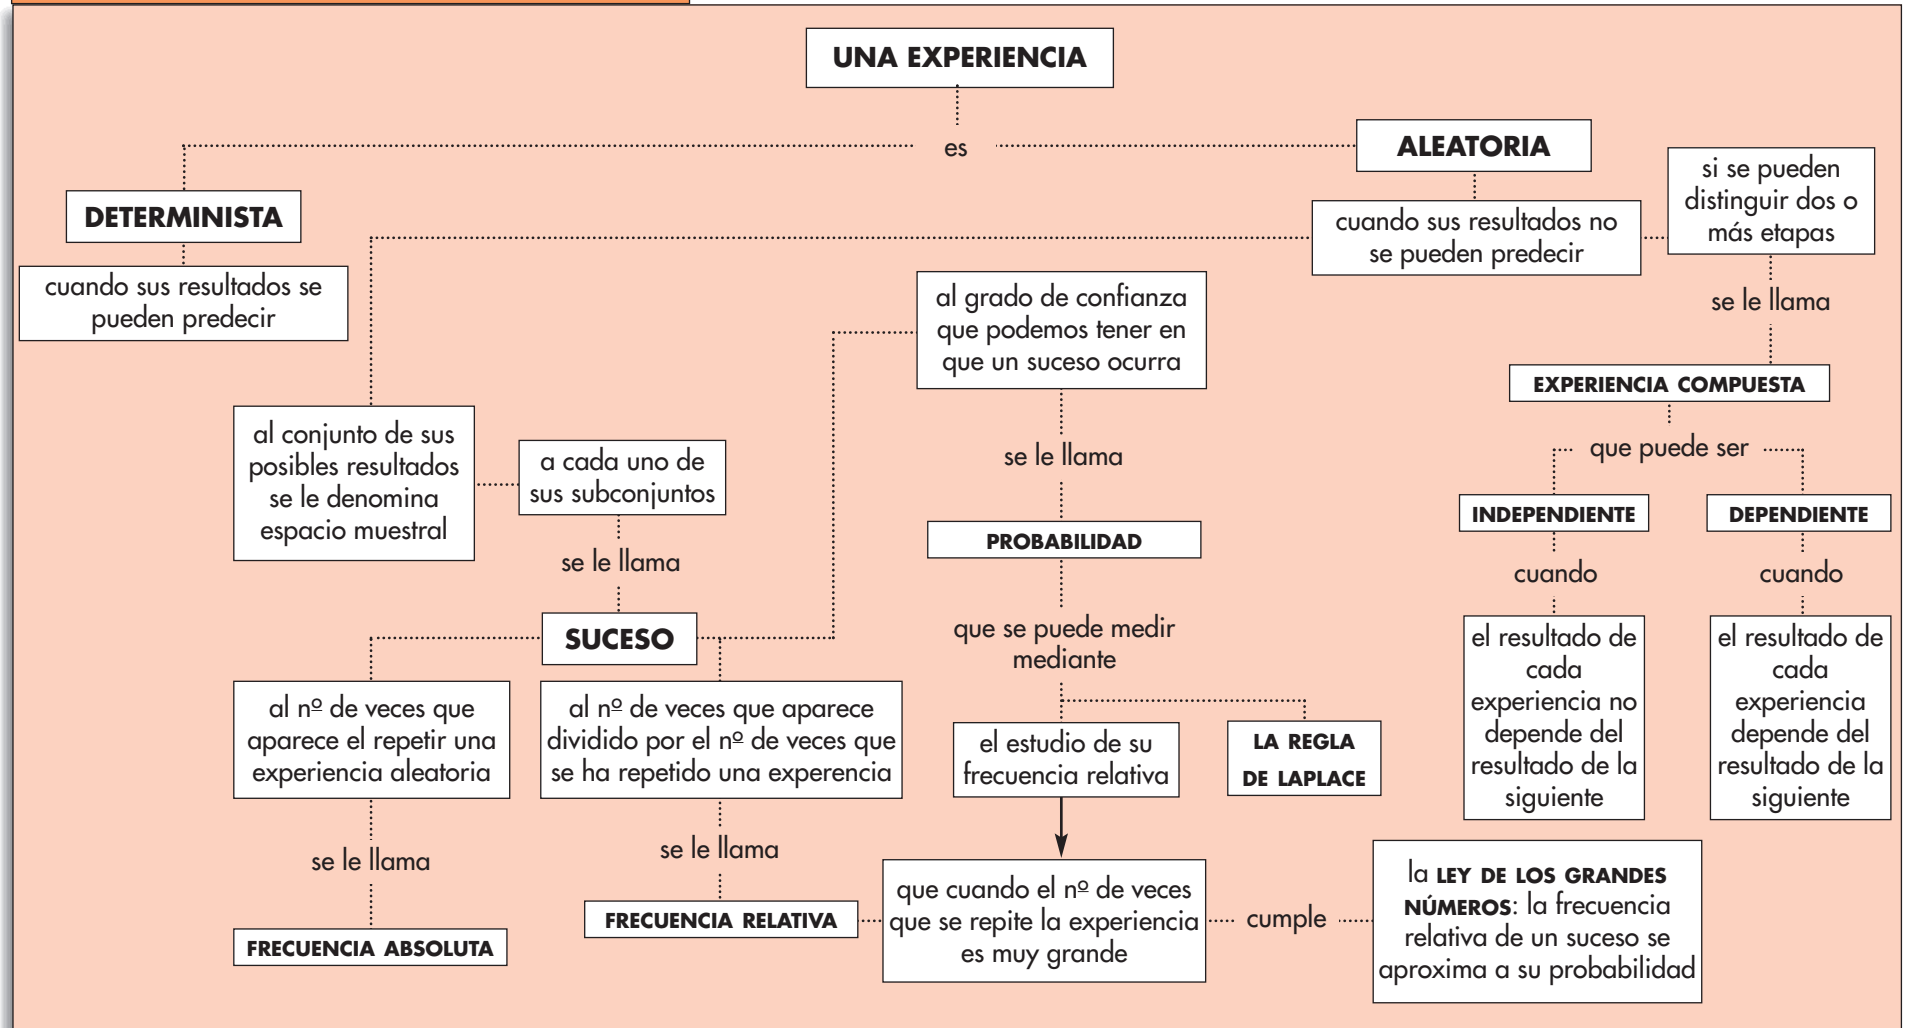 UNA EXPERIENCIA
es
DETERMINISTA
cuando sus resultados se
pueden predecir
ALEATORIA
cuando sus resultados no
se pueden predecir
si se pueden
distinguir dos o
más etapas
se le llama
EXPERIENCIA COMPUESTA
que puede ser
INDEPENDIENTE
cuando
el resultado de
cada
experiencia no
depende del
resultado de la
siguiente
DEPENDIENTE
cuando
el resultado de
cada
experiencia
depende del
resultado de la
siguiente
al conjunto de sus
posibles resultados
se le denomina
espacio muestral
a cada uno de
sus subconjuntos
se le llama
SUCESO
al nº de veces que
aparece el repetir una
experiencia aleatoria
se le llama
FRECUENCIA ABSOLUTA
al nº de veces que aparece
dividido por el nº de veces que
se ha repetido una experencia
se le llama
FRECUENCIA RELATIVA
al grado de confianza
que podemos tener en
que un suceso ocurra
se le llama
PROBABILIDAD
que se puede medir
mediante
el estudio de su
frecuencia relativa
LA REGLA
DE LAPLACE
que cuando el nº de veces
que se repite la experiencia
es muy grande
cumple
la LEY DE LOS GRANDES
NÚMEROS: la frecuencia
relativa de un suceso se
aproxima a su probabilidad